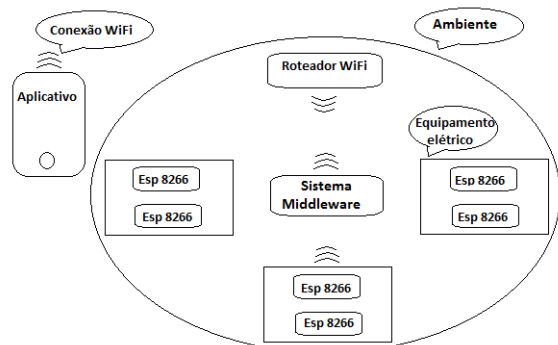 Conexão WiFi
Ambiente
Roteador WiFi
Aplicativo
Equipamento
elétrico
Esp 8266
Esp 8266
Sistema
Middleware
Esp 8266
Esp 8266
Esp 8266
Esp 8266